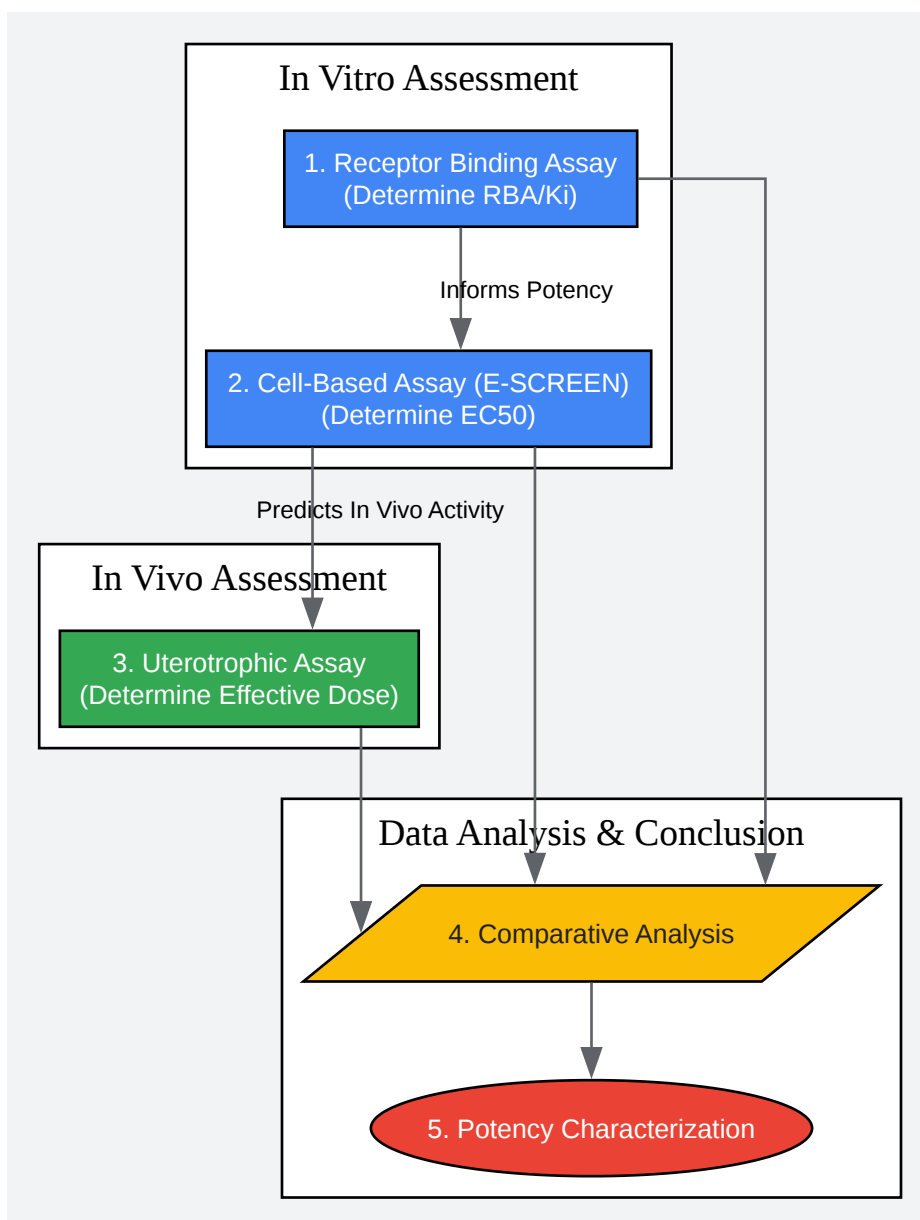 In Vitro Assessment
1. Receptor Binding Assay
(Determine RBA/Ki)
Informs Potency
2. Cell-Based Assay (E-SCREEN)
(Determine EC50)
Predicts In Vivo Activity
In Vivo Assessment
3. Uterotrophic Assay
(Determine Effective Dose)
Data Analysis & Conclusion
4. Comparative Analysis
5. Potency Characterization